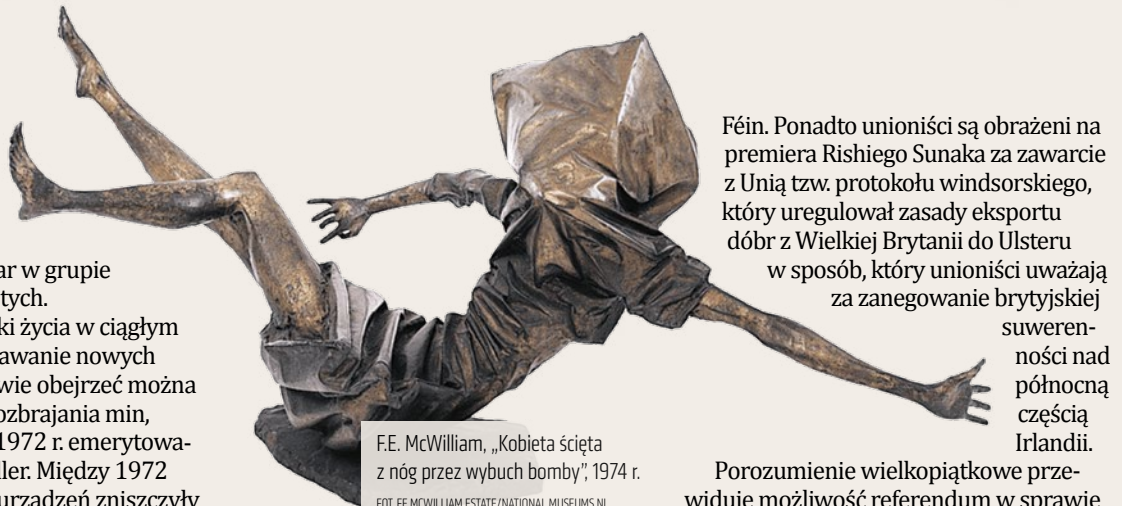 ar w grupie
tych.
ki życia w ciągłym
awanie nowych
wie obejrzeć można
ozbrajania min,
1972 r. emerytowa-
ller. Między 1972
urządzeń zniszczyły
F.E. McWilliam, „Kobieta ścięta
z nóg przez wybuch bomby”, 1974 r.
FOT. FE MCWILLIAM ESTATE/NATIONAL MUSEUMS NI
Féin. Ponadto unioniści są obrażeni na
premiera Rishiego Sunaka za zawarcie
z Unią tzw. protokołu windsorskiego,
który uregulował zasady eksportu
dóbr z Wielkiej Brytanii do Ulsteru
w sposób, który unioniści uważają
za zanegowanie brytyjskiej
suweren-
ności nad
północną
częścią
Irlandii.
Porozumienie wielkopiątkowe prze-
widuje możliwość referendum w sprawie